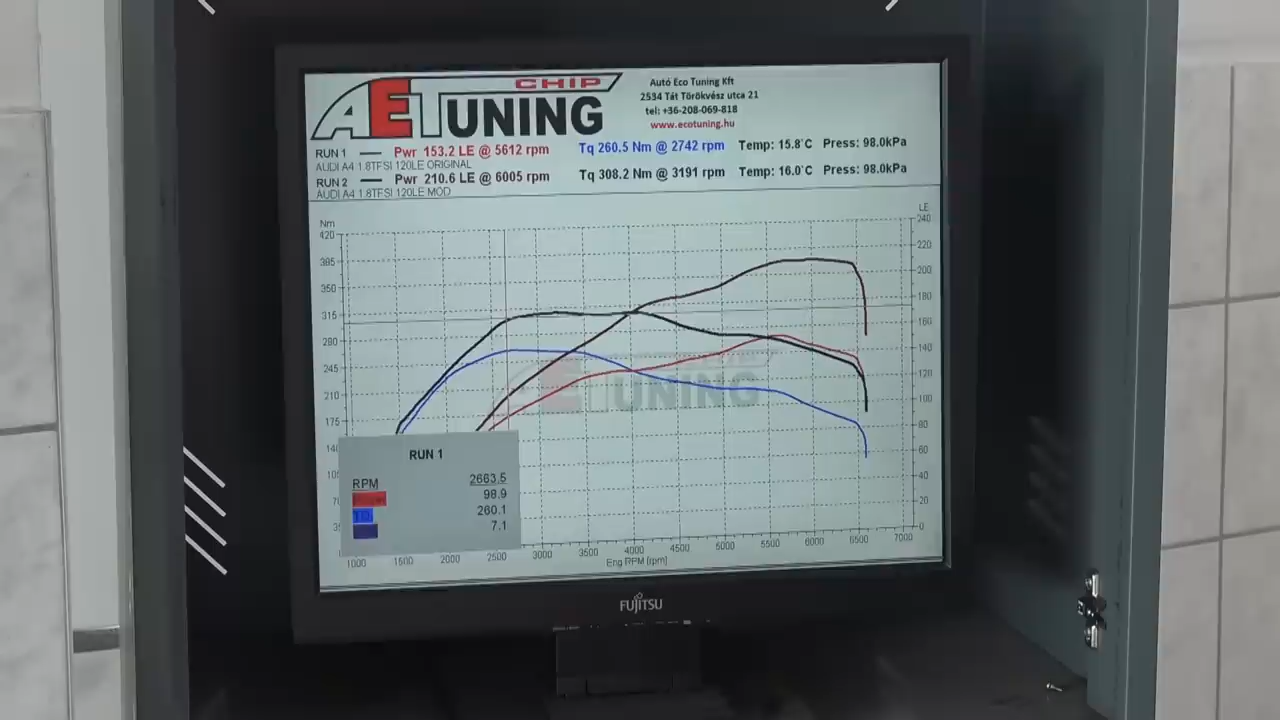 CHIP
AETUNING
Autó Eco Tuning Kft
2534 Tát Törökvész utca 21
tel: +36-208-069-818
www.ecotuning.hu
RUN 1 Pwr 153.2 LE @ 5612 rpm Tq 260.5 Nm @ 2742 rpm Temp: 15.8°C Press: 98.0kPa
AUDI A4 1.8TFSI 120LE ORIGINAL
RUN 2 Pwr 210.6 LE @ 6005 rpm Tq 308.2 Nm @ 3191 rpm Temp: 16.0°C Press: 98.0kPa
AUDI A4 1.8TFSI 120LE MOD
Nm LE
420 240
385 220
350 200
315 180
280 160
245 140
210 120
175 100
80
60
40
20
0
TUNING
RUN 1
RPM 2663.5
98.9
TQ 260.1
7.1
1000 1500 2000 2500 3000 3500 4000 4500 5000 5500 6000 6500 7000
Eng RPM [rpm]
FUJITSU